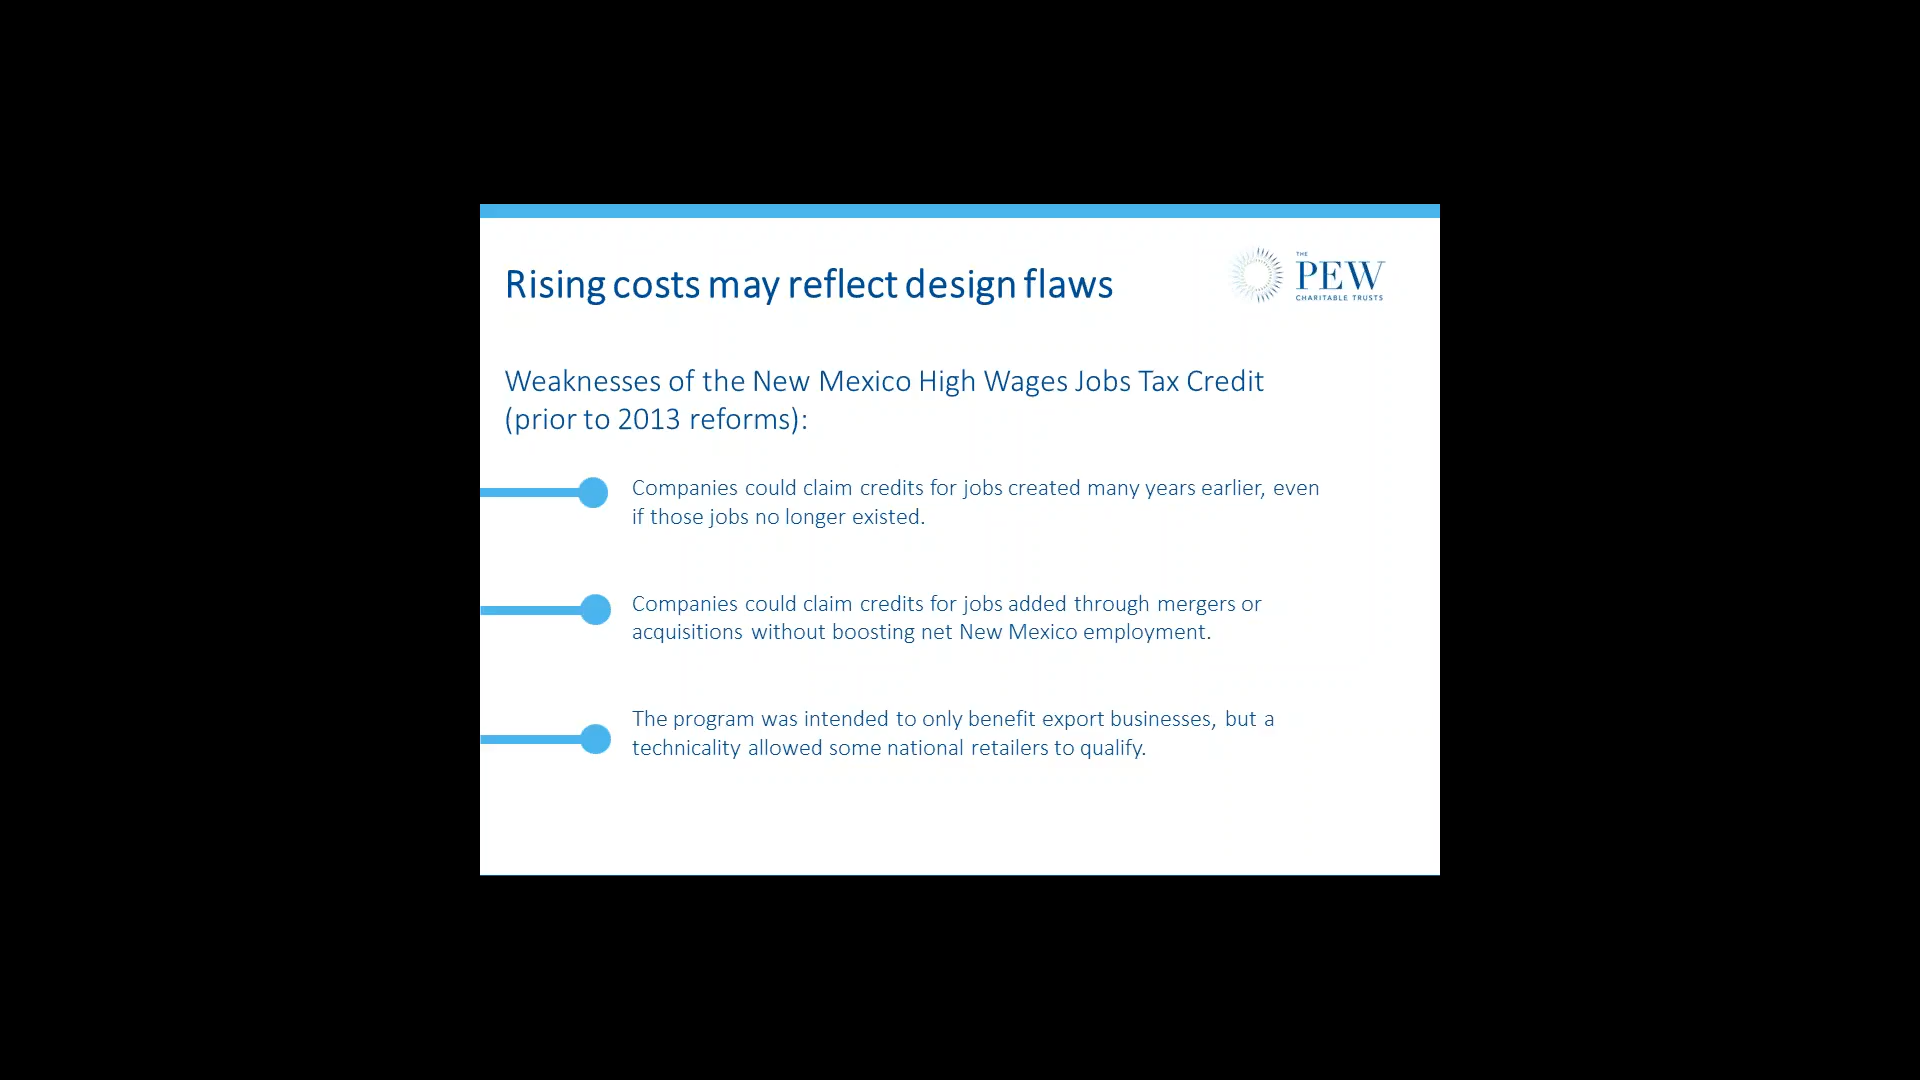 Rising costs may reflect design flaws
THE
PEW
CHARITABLE TRUSTS
Weaknesses of the New Mexico High Wages Jobs Tax Credit
(prior to 2013 reforms):
Companies could claim credits for jobs created many years earlier, even
if those jobs no longer existed.
Companies could claim credits for jobs added through mergers or
acquisitions without boosting net New Mexico employment.
The program was intended to only benefit export businesses, but a
technicality allowed some national retailers to qualify.